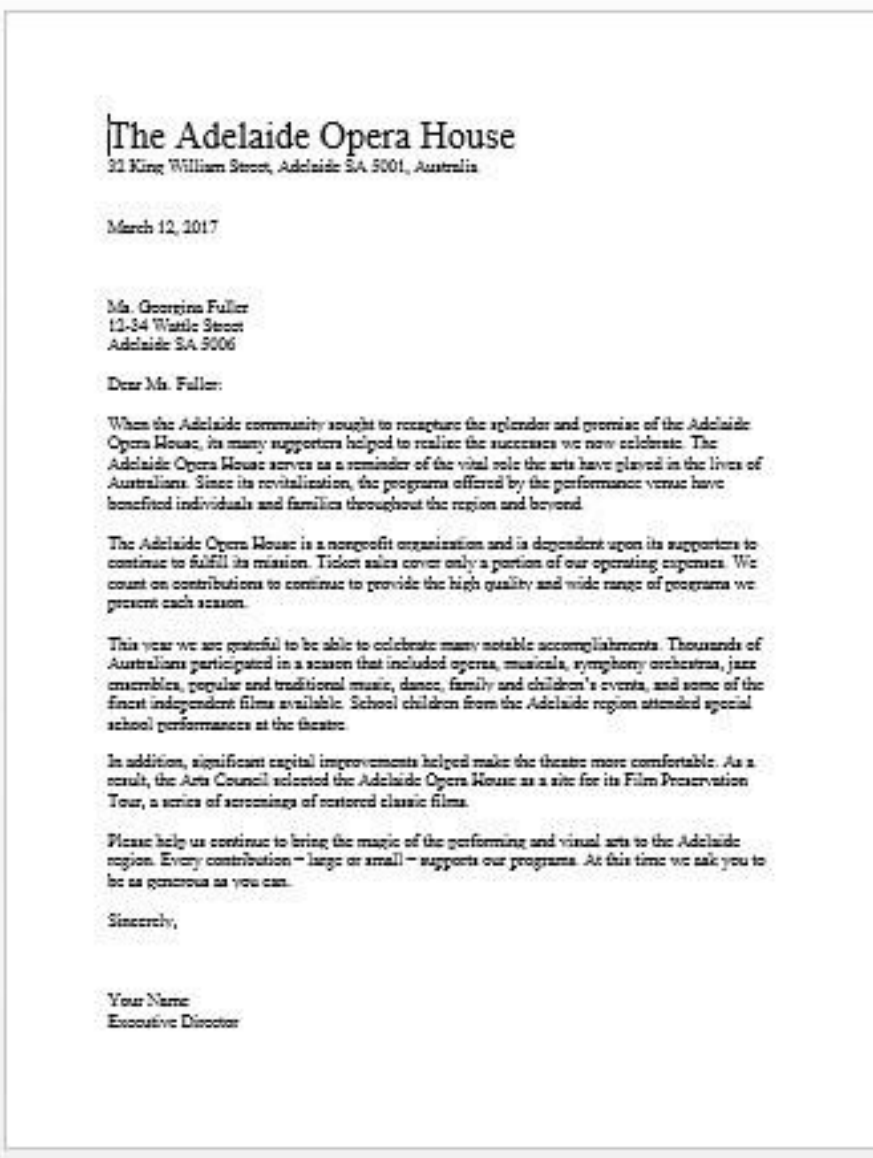 The Adelaide Opera House
32 King William Street, Adelaide SA 5001, Australia
March 12, 2017
Ms. Georgina Fuller
12-34 Wattle Street
Adelaide SA 5006
Dear Ms. Fuller:
When the Adelaide community sought to recapture the splendor and promise of the Adelaide
Opera House, its many supporters helped to realize the successes we now celebrate. The
Adelaide Opera House serves as a reminder of the vital role the arts have played in the lives of
Australians. Since its revitalization, the programs offered by the performance venue have
benefited individuals and families throughout the region and beyond.
The Adelaide Opera House is a nonprofit organization and is dependent upon its supporters to
continue to fulfill its mission. Ticket sales cover only a portion of our operating expenses. We
count on contributions to continue to provide the high quality and wide range of programs we
present each season.
This year we are grateful to be able to celebrate many notable accomplishments. Thousands of
Australians participated in a season that included operas, musicals, symphony orchestras, jazz
ensembles, popular and traditional music, dance, family and children's events, and some of the
finest independent films available. School children from the Adelaide region attended special
school performances at the theatre.
In addition, significant capital improvements helped make the theatre more comfortable. As a
result, the Arts Council selected the Adelaide Opera House as a site for its Film Preservation
Tour, a series of screenings of restored classic films.
Please help us continue to bring the magic of the performing and visual arts to the Adelaide
region. Every contribution – large or small – supports our programs. At this time we ask you to
be as generous as you can.
Sincerely,
Your Name
Executive Director